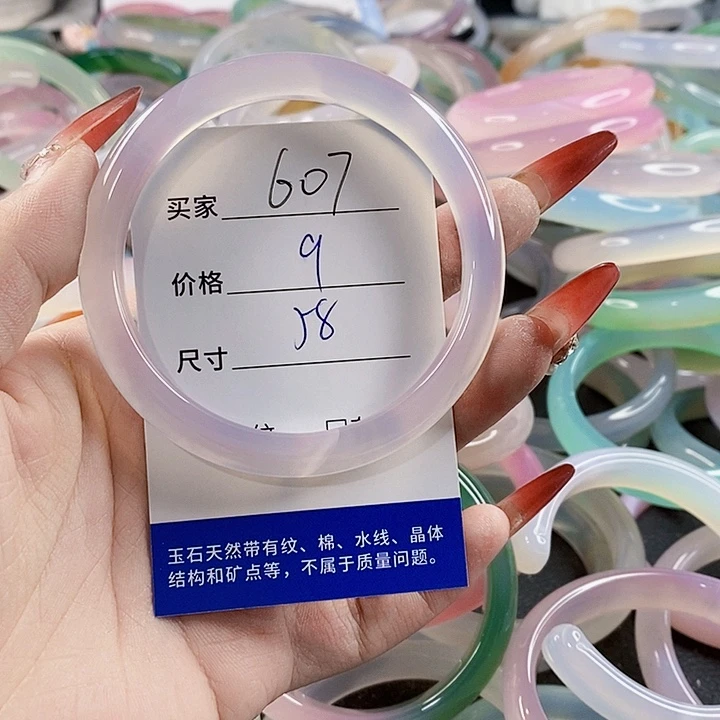 买家 607
价格 9
尺寸 58
玉石天然带有纹、棉、水线、晶体
结构和矿点等，不属于质量问题。